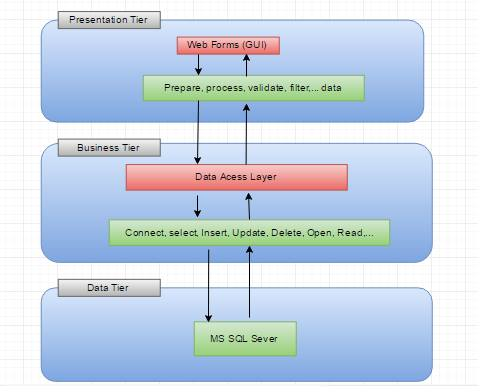 Presentation Tier
Web Forms (GUI)
Prepare, process, validate, filter,... data
Business Tier
Data Acess Layer
Connect, select, Insert, Update, Delete, Open, Read,...
Data Tier
MS SQL Sever